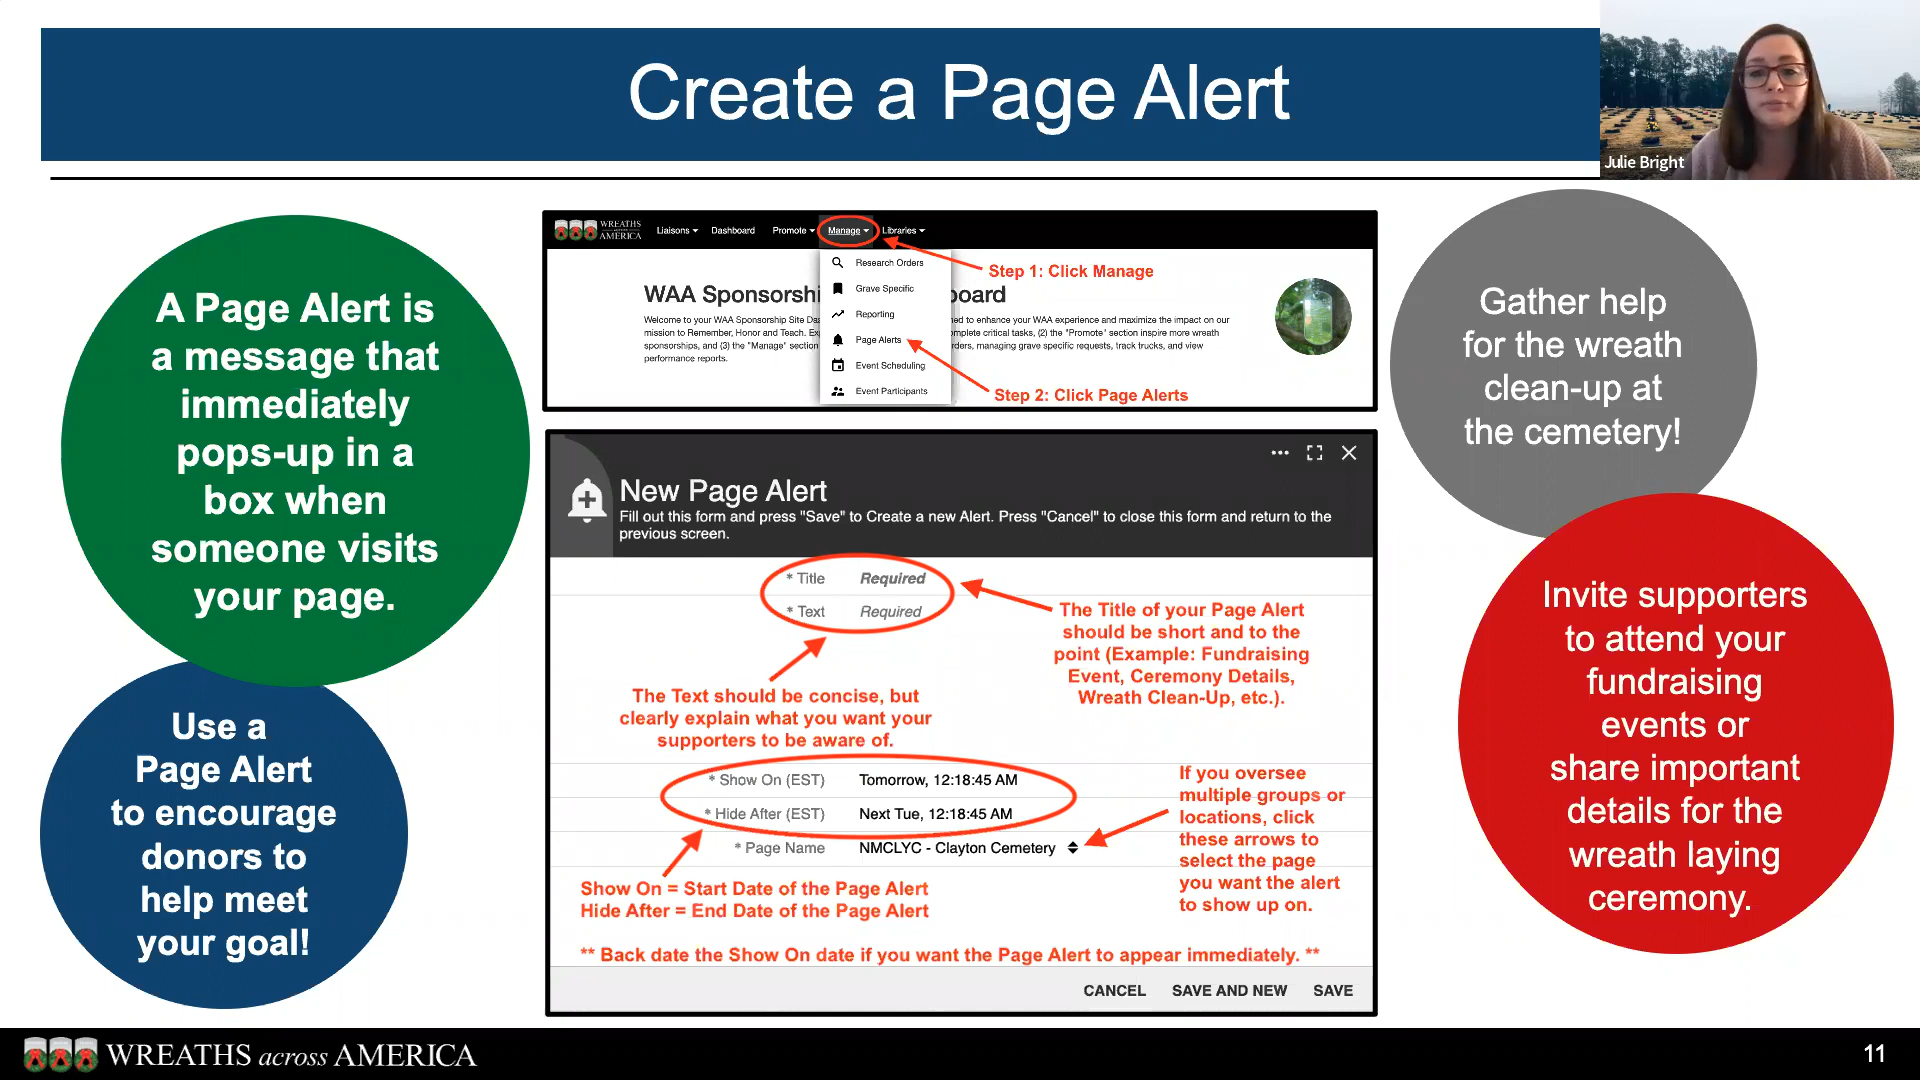 Create a Page Alert
Julie Bright
A Page Alert is
a message that
immediately
pops-up in a
box when
someone visits
your page.
Use a
Page Alert
to encourage
donors to
help meet
your goal!
WREATHS
across
AMERICA
Liaisons Dashboard Promote Manage Libraries
Research Orders
Grave Specific
Reporting
Page Alerts
Event Scheduling
Event Participants
Step 1: Click Manage
Step 2: Click Page Alerts
WAA Sponsorshi board
Welcome to your WAA Sponsorship Site Das ned to enhance your WAA experience and maximize the impact on our
mission to Remember, Honor and Teach. Ex omplete critical tasks, (2) the "Promote" section inspire more wreath
sponsorships, and (3) the "Manage" section rders, managing grave specific requests, track trucks, and view
performance reports.
New Page Alert
Fill out this form and press "Save" to Create a new Alert. Press "Cancel" to close this form and return to the
previous screen.
* Title Required
* Text Required
The Title of your Page Alert
should be short and to the
point (Example: Fundraising
Event, Ceremony Details,
Wreath Clean-Up, etc.).
The Text should be concise, but
clearly explain what you want your
supporters to be aware of.
* Show On (EST) Tomorrow, 12:18:45 AM
* Hide After (EST) Next Tue, 12:18:45 AM
* Page Name NMCLYC - Clayton Cemetery
If you oversee
multiple groups or
locations, click
these arrows to
select the page
you want the alert
to show up on.
Show On = Start Date of the Page Alert
Hide After = End Date of the Page Alert
** Back date the Show On date if you want the Page Alert to appear immediately. **
CANCEL SAVE AND NEW SAVE
Gather help
for the wreath
clean-up at
the cemetery!
Invite supporters
to attend your
fundraising
events or
share important
details for the
wreath laying
ceremony.
WREATHS across AMERICA
11